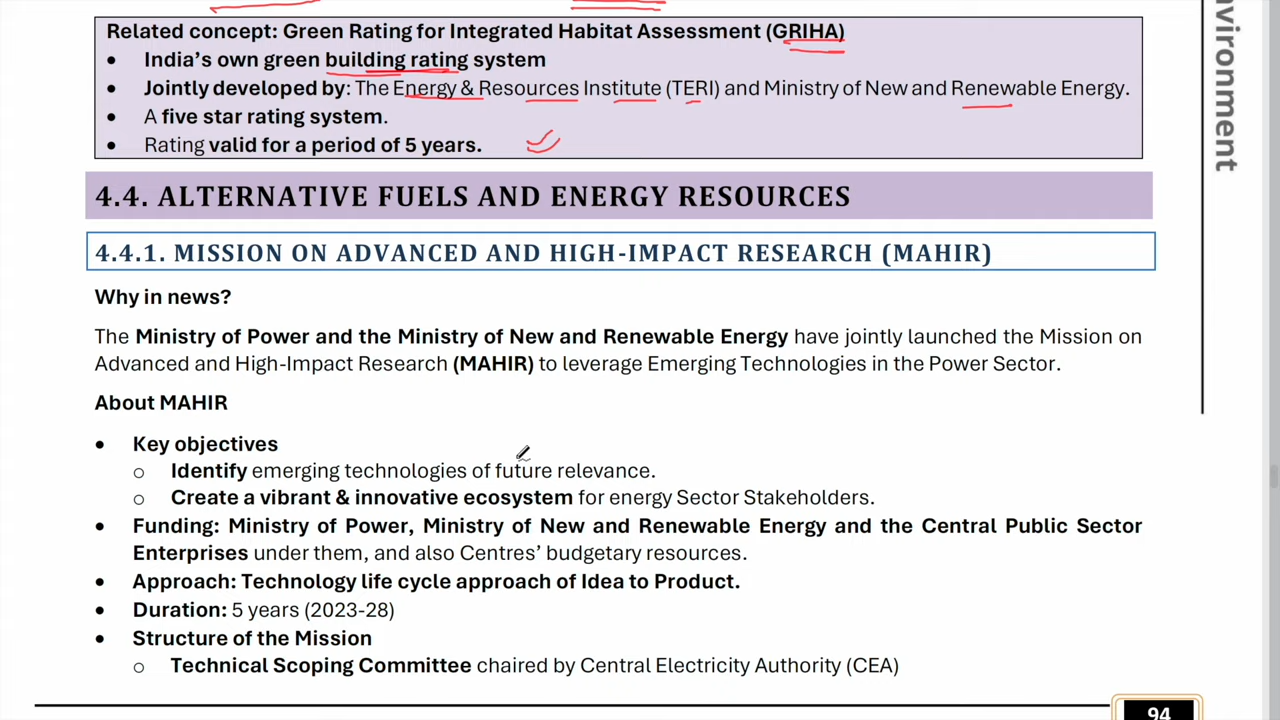 Related concept: Green Rating for Integrated Habitat Assessment (GRIHA)
• India's own green building rating system
• Jointly developed by: The Energy & Resources Institute (TERI) and Ministry of New and Renewable Energy.
• A five star rating system.
• Rating valid for a period of 5 years.
4.4. ALTERNATIVE FUELS AND ENERGY RESOURCES
4.4.1. MISSION ON ADVANCED AND HIGH-IMPACT RESEARCH (MAHIR)
Why in news?
The Ministry of Power and the Ministry of New and Renewable Energy have jointly launched the Mission on
Advanced and High-Impact Research (MAHIR) to leverage Emerging Technologies in the Power Sector.
About MAHIR
• Key objectives
o Identify emerging technologies of future relevance.
o Create a vibrant & innovative ecosystem for energy Sector Stakeholders.
• Funding: Ministry of Power, Ministry of New and Renewable Energy and the Central Public Sector
Enterprises under them, and also Centres' budgetary resources.
• Approach: Technology life cycle approach of Idea to Product.
• Duration: 5 years (2023-28)
• Structure of the Mission
o Technical Scoping Committee chaired by Central Electricity Authority (CEA)
94